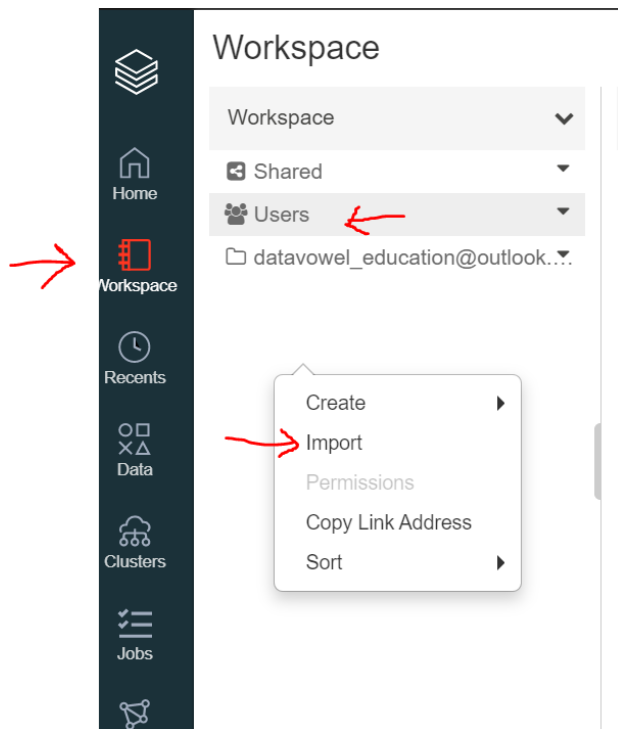 Workspace
Workspace
Shared
Users
datavowel_education@outlook....
Home
Workspace
Recents
Data
Clusters
Jobs
Create
Import
Permissions
Copy Link Address
Sort